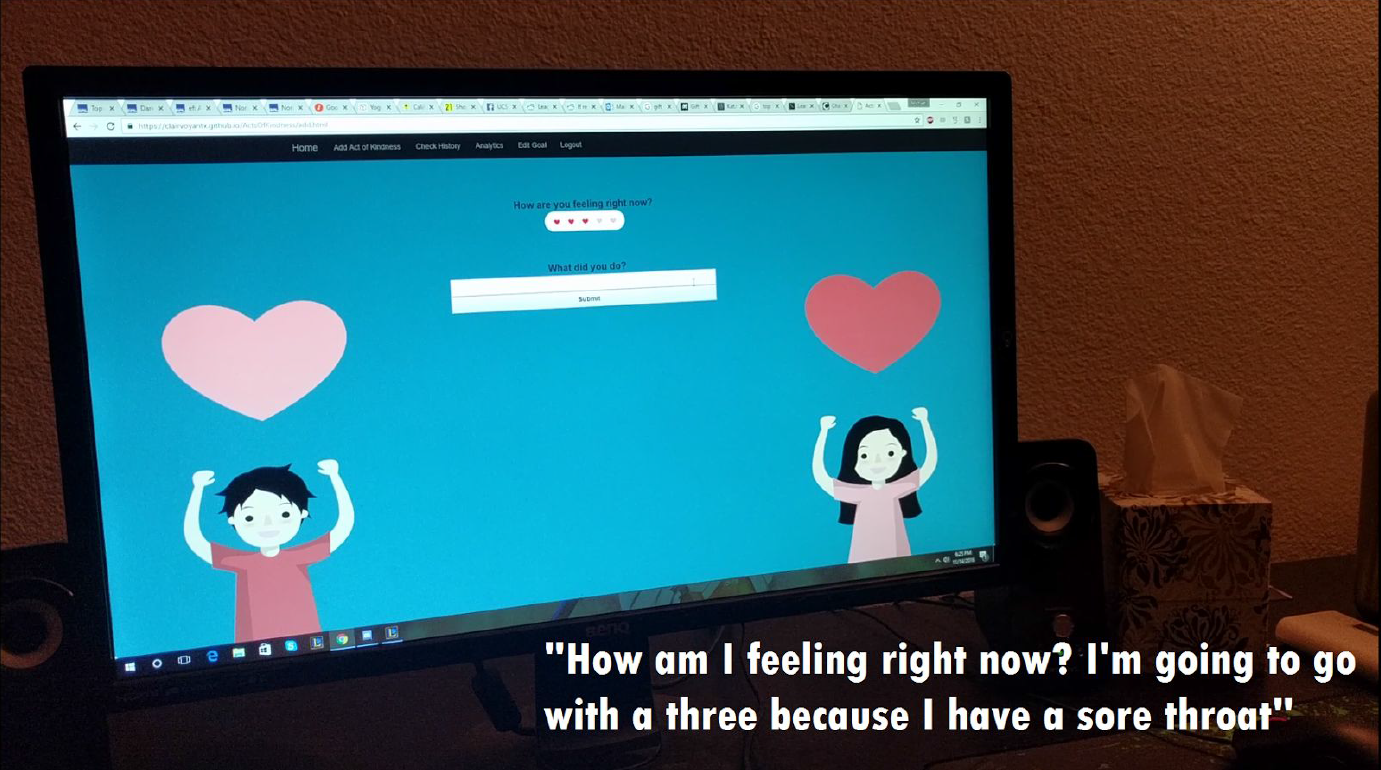 https://clairvoyantx.github.io/ActsOfKindness/add.html
Home Add Act of Kindness Check History Analytics Edit Goal Logout
How are you feeling right now?
What did you do?
Submit
BenQ
"How am I feeling right now? I'm going to go
with a three because I have a sore throat"